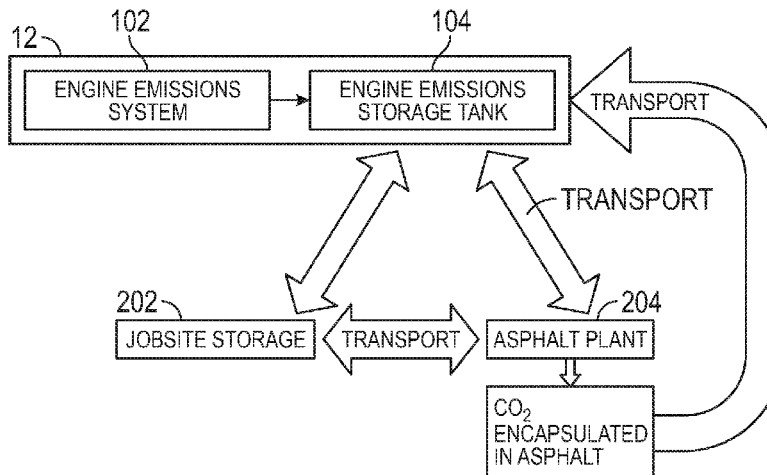 102
104
12
ENGINE EMISSIONS
SYSTEM
ENGINE EMISSIONS
STORAGE TANK
TRANSPORT
TRANSPORT
202
204
JOBSITE STORAGE
TRANSPORT
ASPHALT PLANT
CO₂
ENCAPSULATED
IN ASPHALT